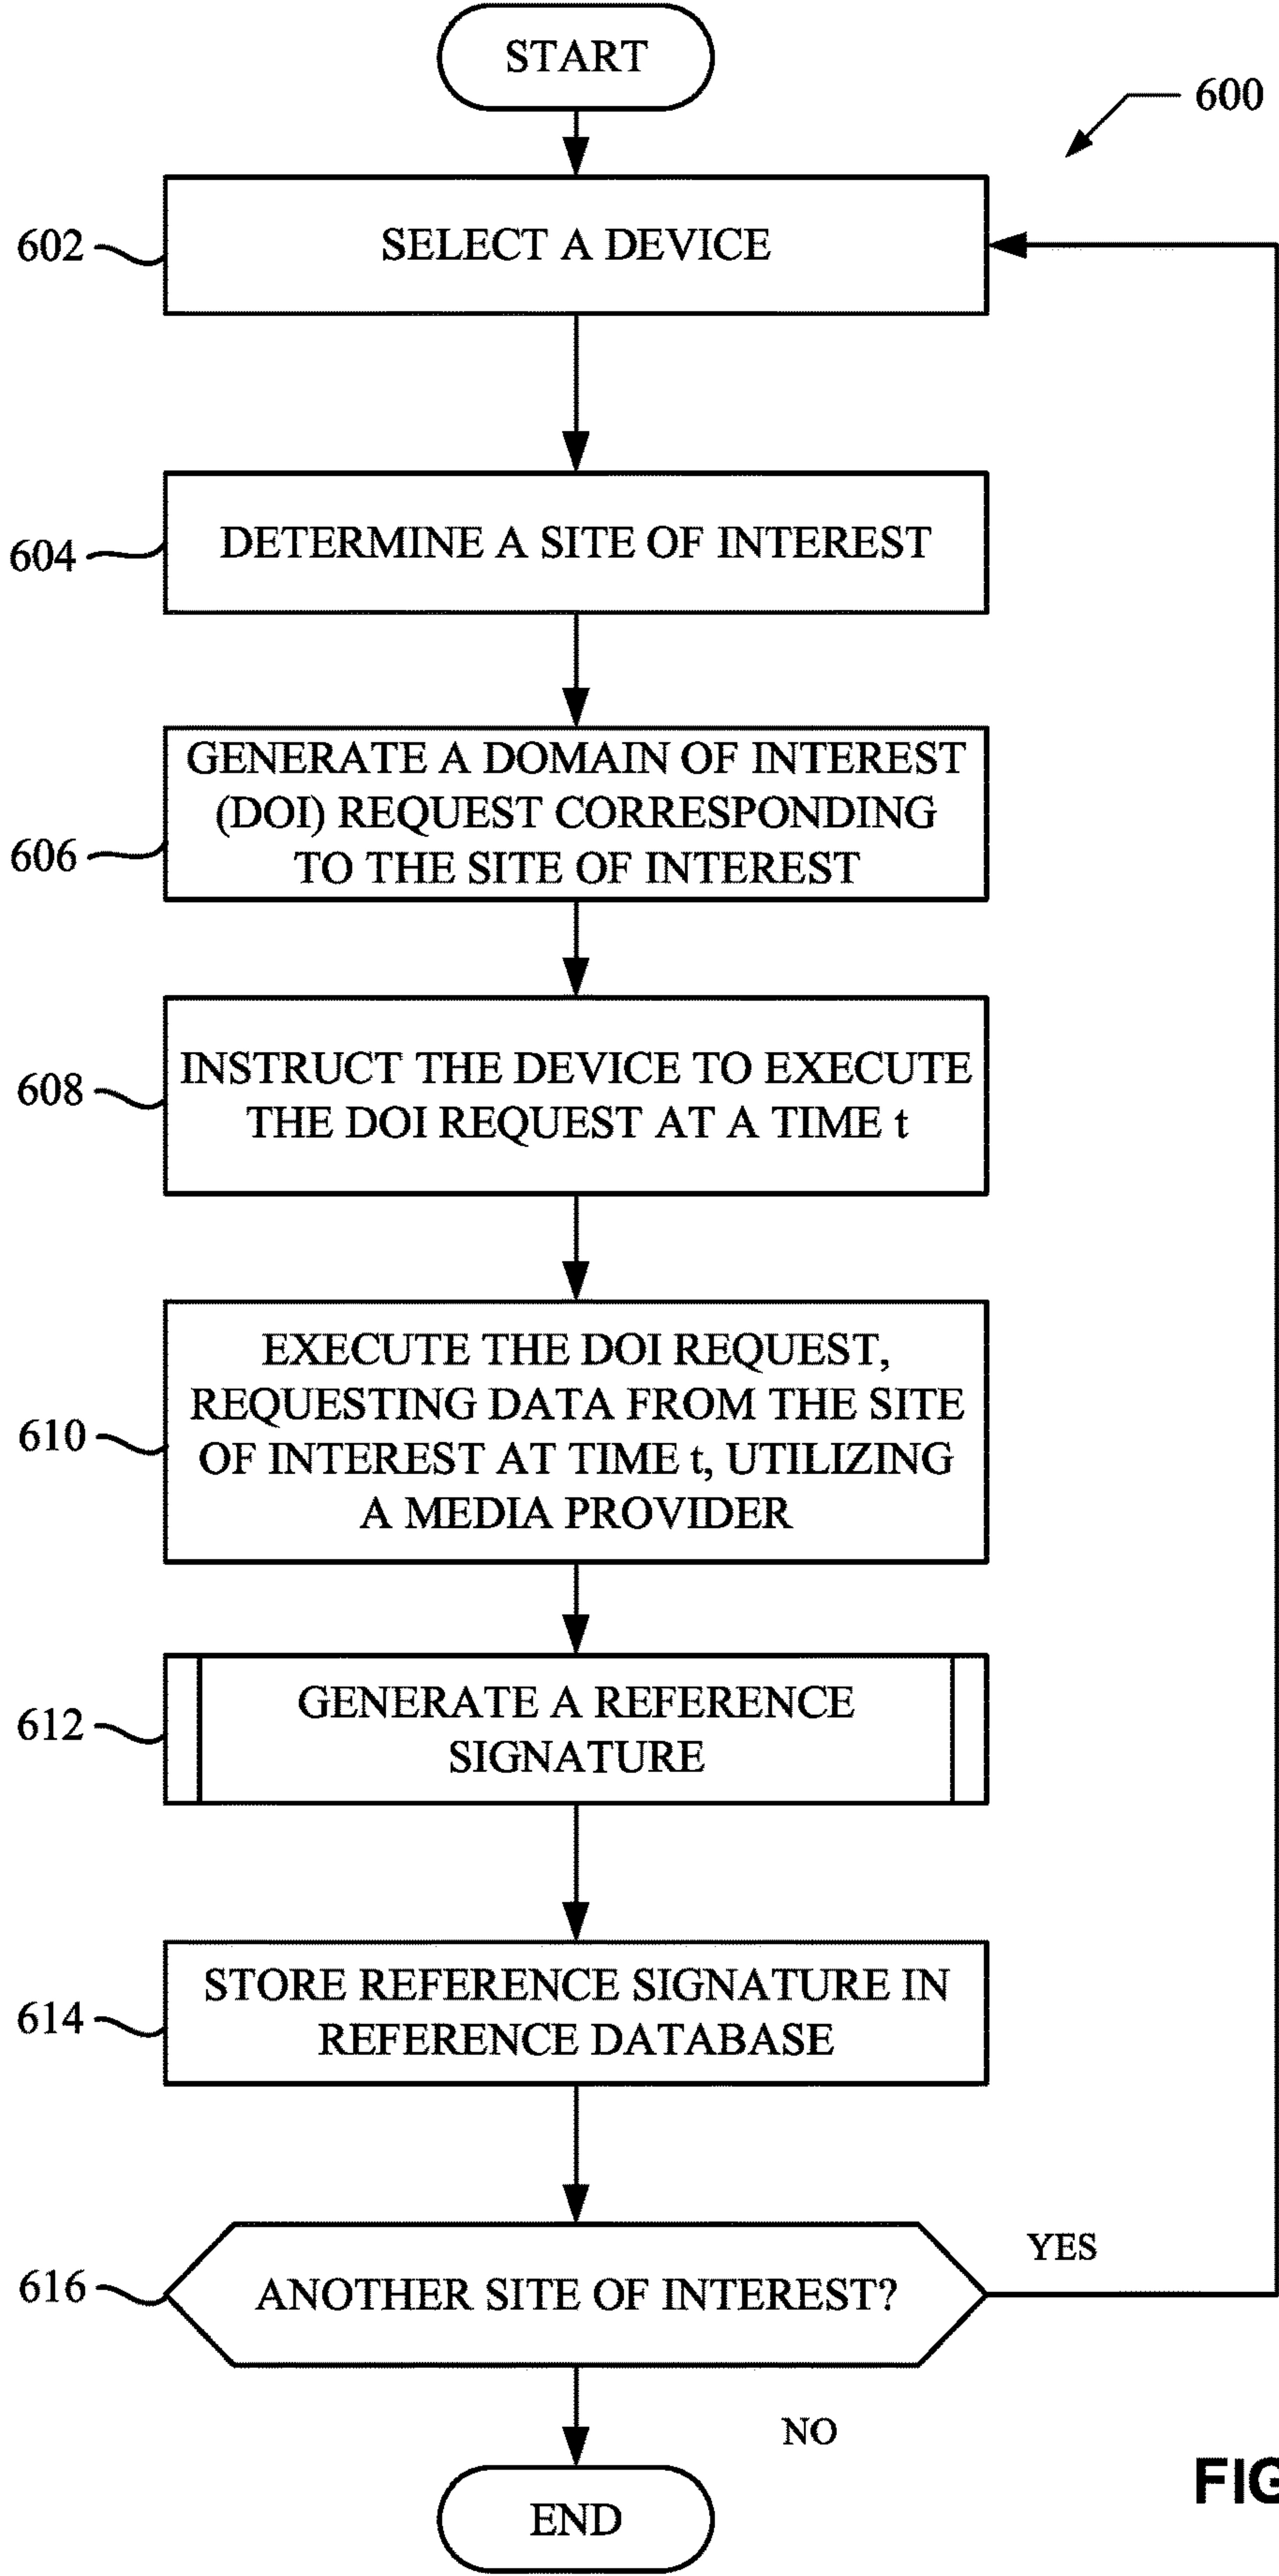 START
600
602
SELECT A DEVICE
604
DETERMINE A SITE OF INTEREST
GENERATE A DOMAIN OF INTEREST
(DOI) REQUEST CORRESPONDING
TO THE SITE OF INTEREST
606
INSTRUCT THE DEVICE TO EXECUTE
THE DOI REQUEST AT A TIME t
608
EXECUTE THE DOI REQUEST,
REQUESTING DATA FROM THE SITE
OF INTEREST AT TIME t, UTILIZING
A MEDIA PROVIDER
610
GENERATE A REFERENCE
SIGNATURE
612
STORE REFERENCE SIGNATURE IN
REFERENCE DATABASE
614
YES
616
ANOTHER SITE OF INTEREST?
NO
FIG
END